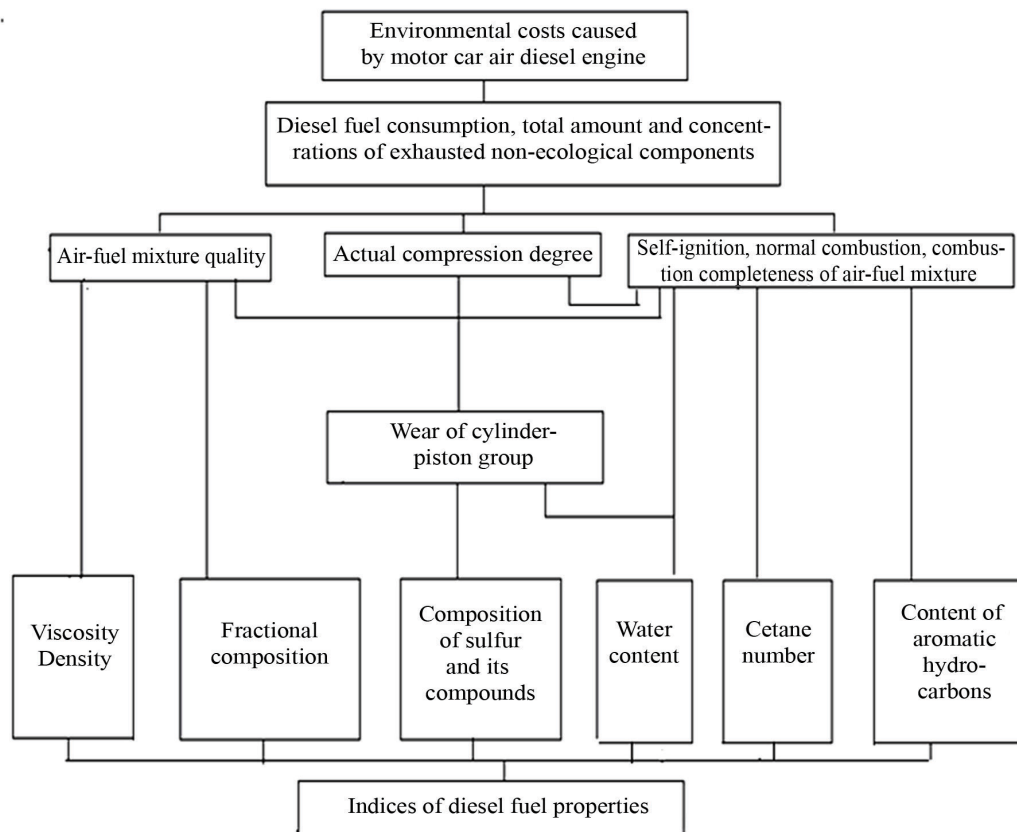 Environmental costs caused
by motor car air diesel engine
Diesel fuel consumption, total amount and concent-
rations of exhausted non-ecological components
Air-fuel mixture quality
Actual compression degree
Self-ignition, normal combustion, combus-
tion completeness of air-fuel mixture
Wear of cylinder-
piston group
Viscosity
Density
Fractional
composition
Composition
of sulfur
and its
compounds
Water
content
Cetane
number
Content of
aromatic
hydro-
carbons
Indices of diesel fuel properties